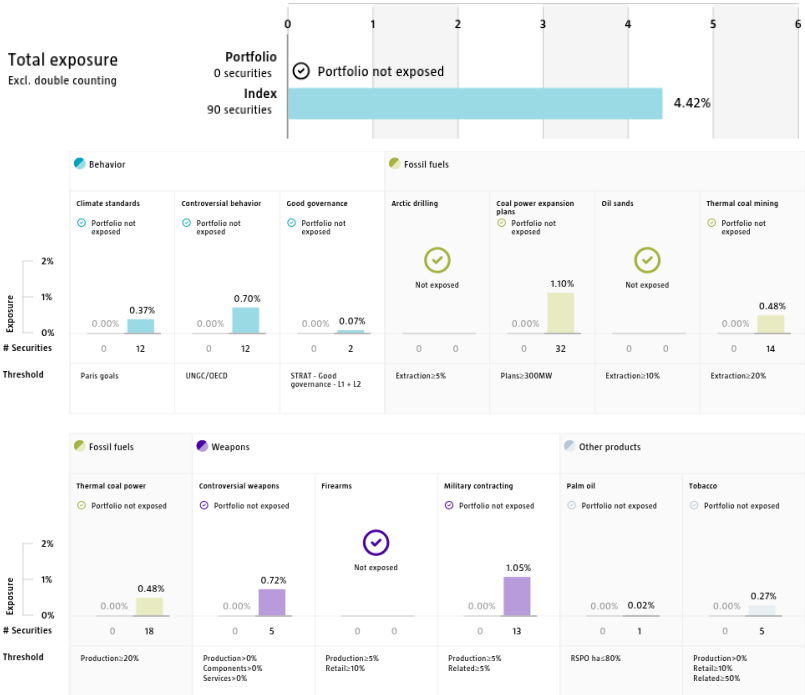 0 1 2 3 4 5 6
Total exposure
Excl. double counting
Portfolio
0 securities
Portfolio not exposed
Index
90 securities
4.42%
Behavior
Fossil fuels
Climate standards
Portfolio not
exposed
Controversial behavior
Portfolio not
exposed
Good governance
Portfolio not
exposed
Arctic drilling
Not exposed
Coal power expansion
plans
Portfolio not
exposed
Oil sands
Not exposed
Thermal coal mining
Portfolio not
exposed
Exposure
2%
1%
0%
0.00% 0.37%
0.00% 0.70%
0.00% 0.07%
0.00% 1.10%
0.00% 0.48%
# Securities
0 12
0 12
0 2
0 0
0 32
0 0
0 14
Threshold
Paris goals
UNGC/OECD
STRAT - Good
governance - L1 + L2
Extraction≥5%
Plans≥300MW
Extraction≥10%
Extraction≥20%
Fossil fuels
Weapons
Other products
Thermal coal power
Portfolio not exposed
Controversial weapons
Portfolio not exposed
Firearms
Not exposed
Military contracting
Portfolio not exposed
Palm oil
Portfolio not exposed
Tobacco
Portfolio not exposed
Exposure
2%
1%
0%
0.00% 0.48%
0.00% 0.72%
0.00% 1.05%
0.00% 0.02%
0.00% 0.27%
# Securities
0 18
0 5
0 0
0 13
0 1
0 5
Threshold
Production≥20%
Production>0%
Components>0%
Services>0%
Production≥5%
Retail≥10%
Production≥5%
Related≥5%
RSPO ha≤80%
Production>0%
Retail≥10%
Related≥50%